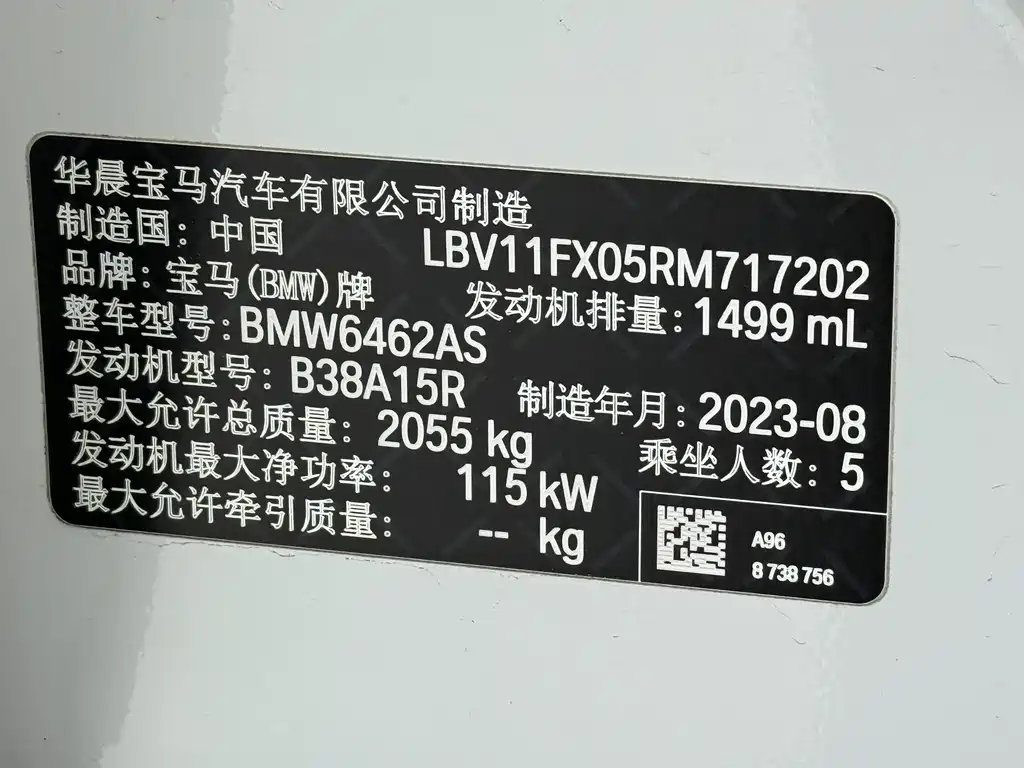 华晨宝马汽车有限公司制造
制造国：中国 LBV11FX05RM717202
品牌：宝马(BMW)牌 发动机排量：1499 mL
整车型号：BMW6462AS
发动机型号：B38A15R 制造年月：2023-08
最大允许总质量：2055 kg 乘坐人数：5
发动机最大净功率：115 kW
最大允许牵引质量：-- kg
A96
8 738 756